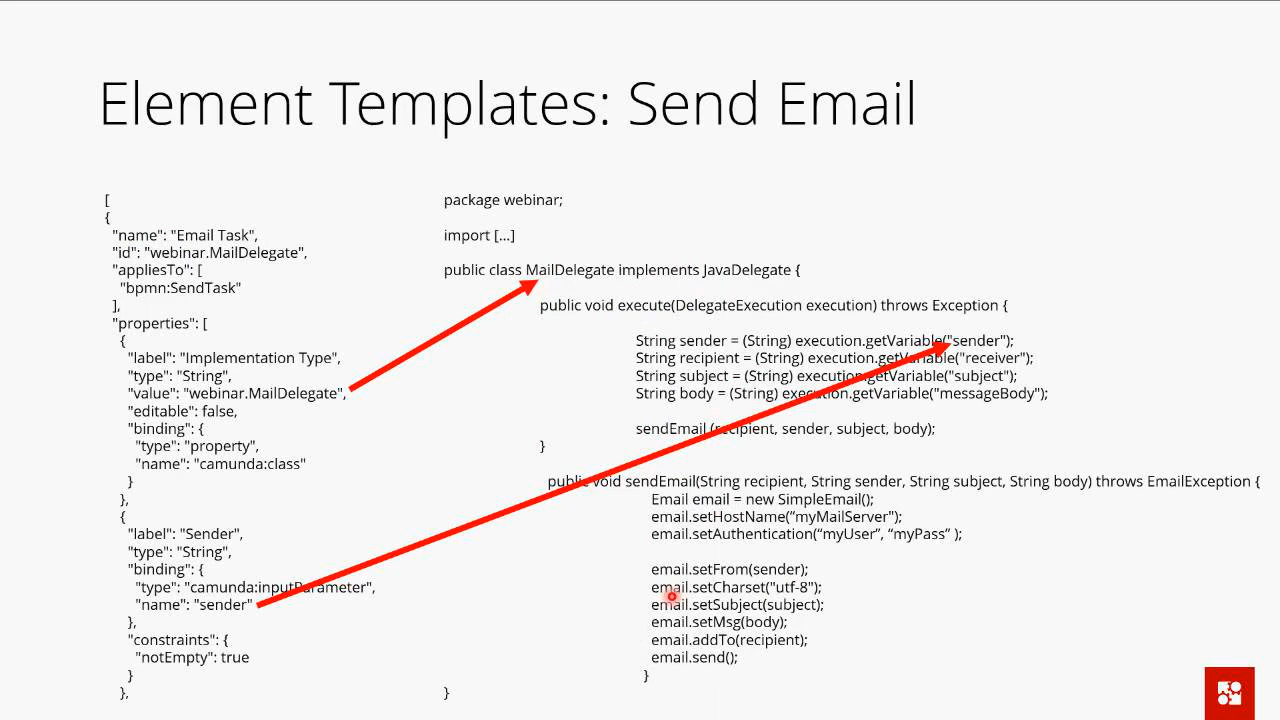 Element Templates: Send Email
[
{
"name": "Email Task",
"id": "webinar.MailDelegate",
"appliesTo": [
"bpmn:SendTask"
],
"properties": [
{
"label": "Implementation Type",
"type": "String",
"value": "webinar.MailDelegate",
"editable": false,
"binding": {
"type": "property",
"name": "camunda:class"
}
},
{
"label": "Sender",
"type": "String",
"binding": {
"type": "camunda:inputParameter",
"name": "sender"
},
"constraints": {
"notEmpty": true
}
},
package webinar;
import [...]
public class MailDelegate implements JavaDelegate {
public void execute(DelegateExecution execution) throws Exception {
String sender = (String) execution.getVariable("sender");
String recipient = (String) execution.getVariable("receiver");
String subject = (String) execution.getVariable("subject");
String body = (String) execution.getVariable("messageBody");
sendEmail (recipient, sender, subject, body);
}
public void sendEmail(String recipient, String sender, String subject, String body) throws EmailException {
Email email = new SimpleEmail();
email.setHostName(“myMailServer");
email.setAuthentication(“myUser”, “myPass” );
email.setFrom(sender);
email.setCharset("utf-8");
email.setSubject(subject);
email.setMsg(body);
email.addTo(recipient);
email.send();
}
}